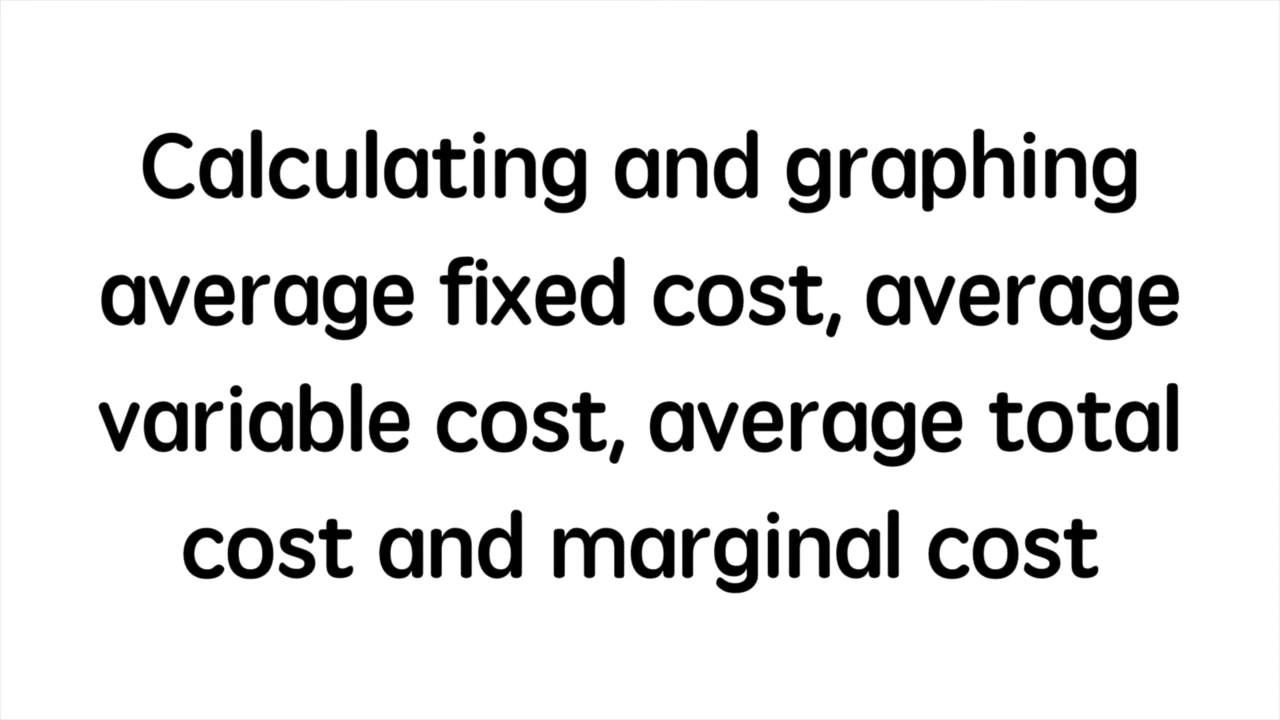 Calculating and graphing
average fixed cost, average
variable cost, average total
cost and marginal cost